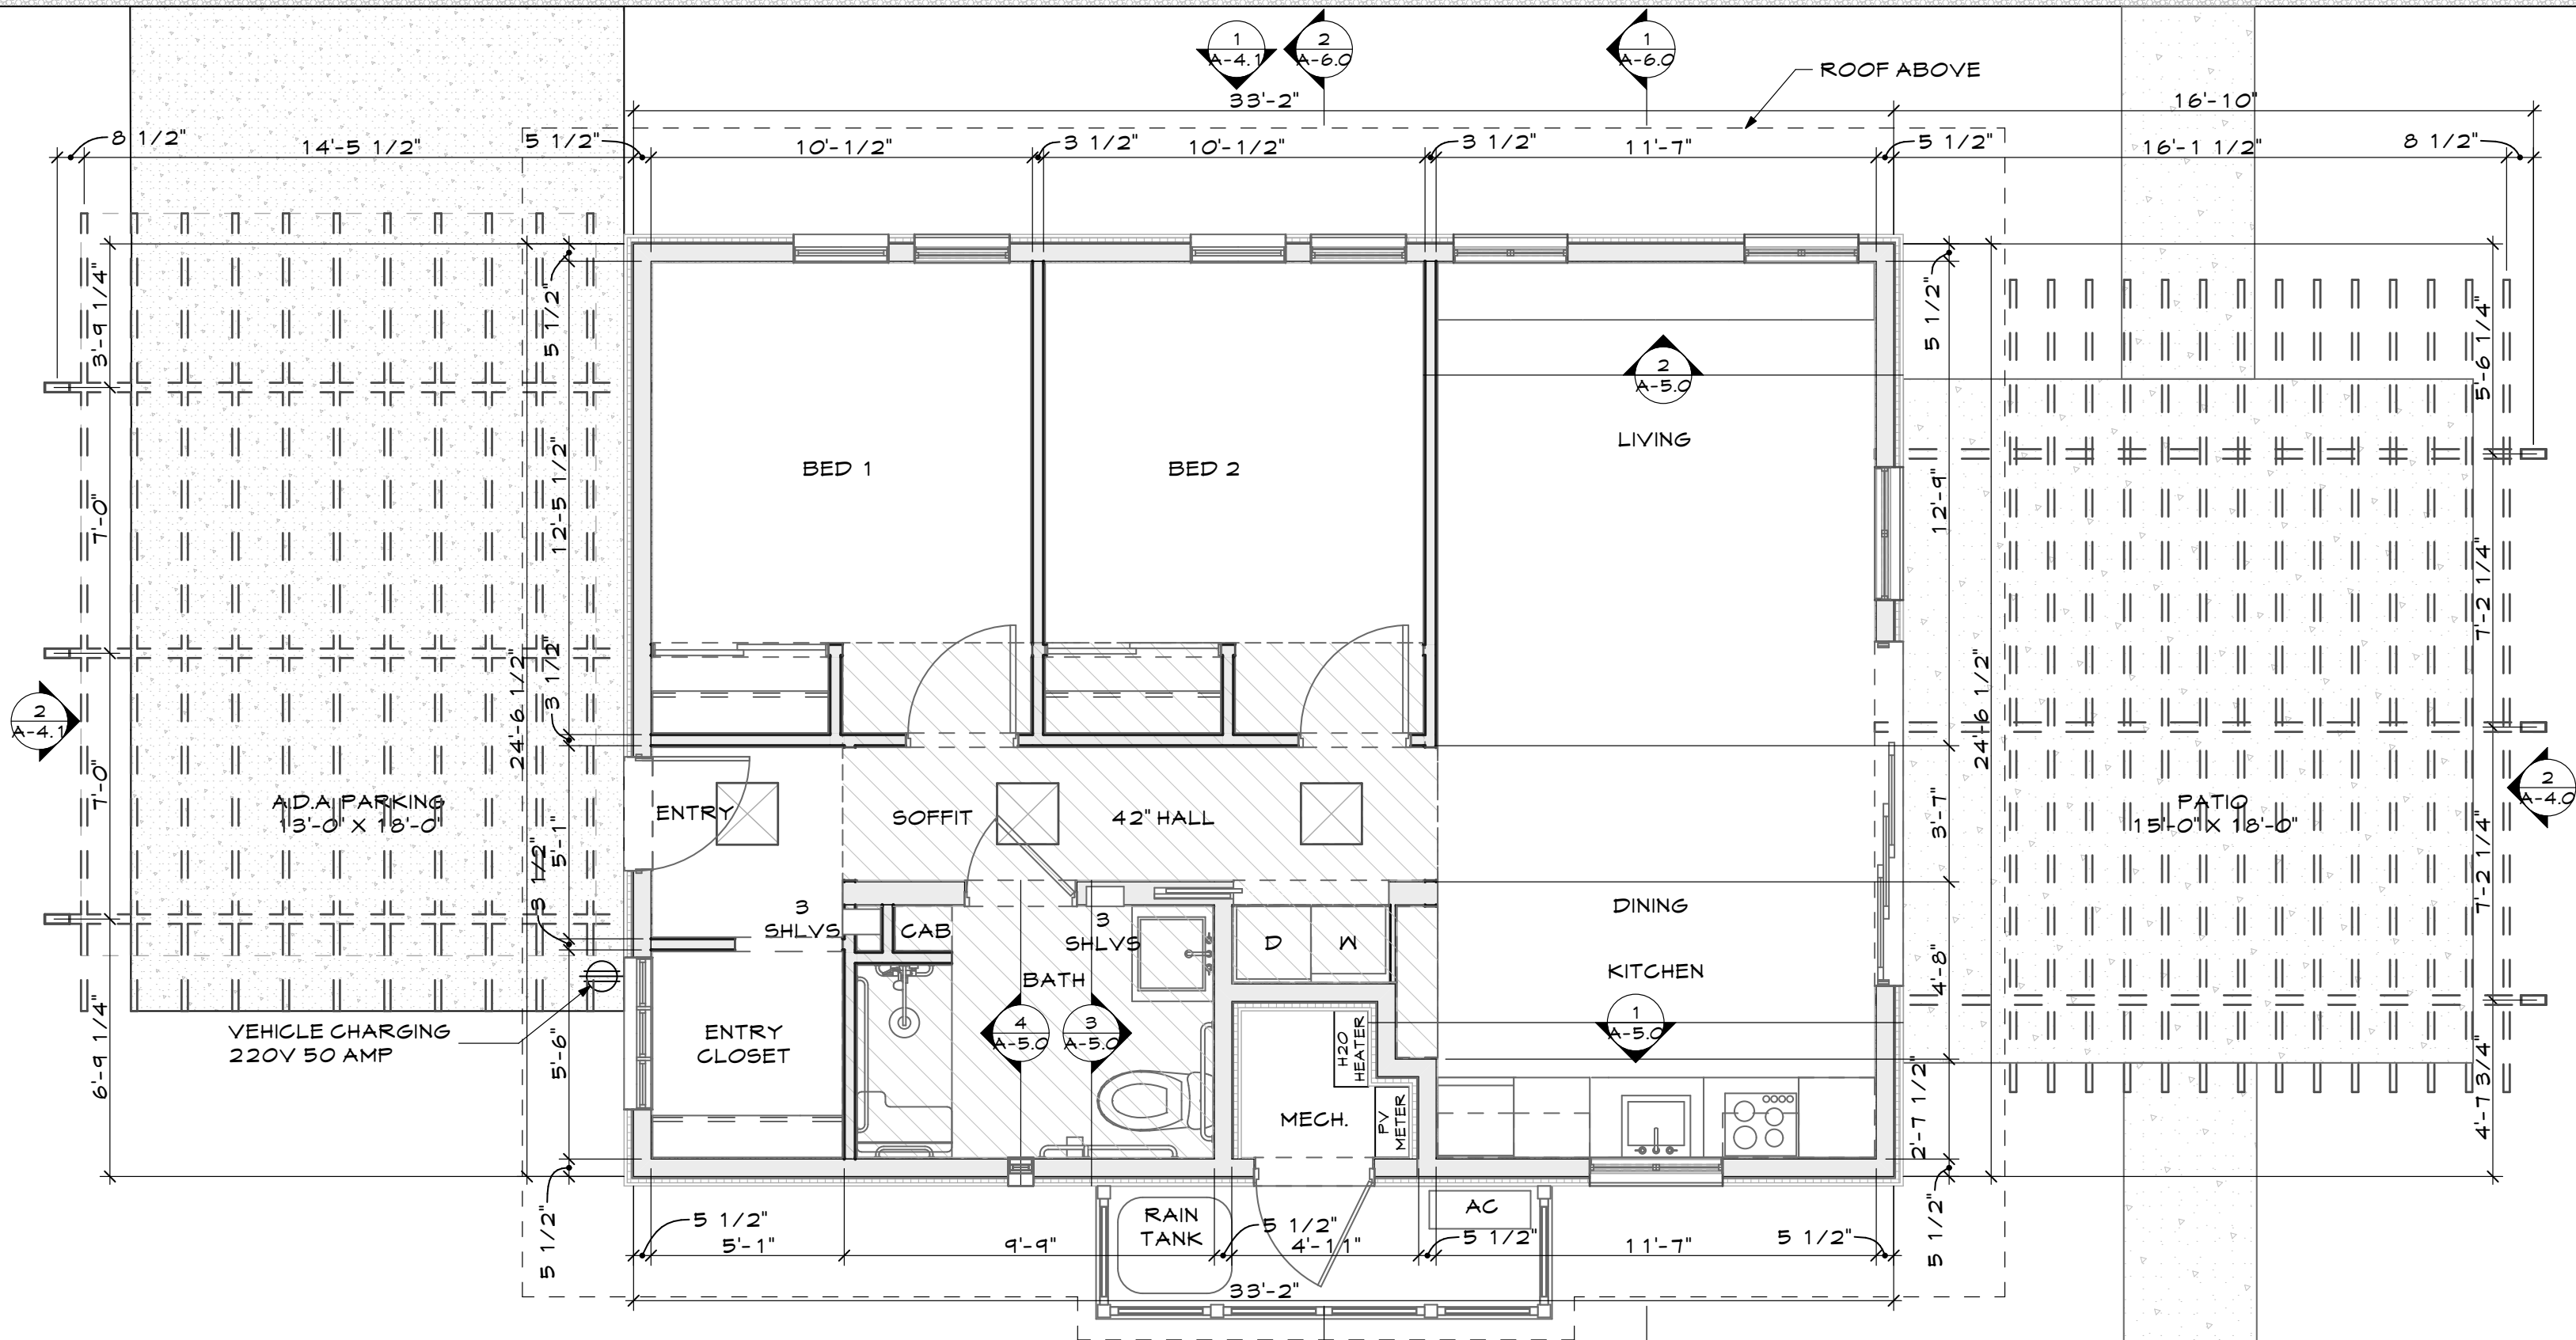 1
A-4.1
2
A-6.0
1
A-6.0
ROOF ABOVE
33'-2"
16'-10"
8 1/2"
14'-5 1/2"
5 1/2"
10'-1/2"
3 1/2"
10'-1/2"
3 1/2"
11'-7"
5 1/2"
16'-1 1/2"
8 1/2"
3'-9 1/4"
5 1/2"
5 1/2"
5'-6 1/4"
2
A-5.0
LIVING
BED 1
BED 2
7'-0"
12'-5 1/2"
12'-9"
7'-2 1/4"
2
A-4.1
24'-6 1/2"
3 1/2"
24'-6 1/2"
2
A-4.0
7'-0"
A.D.A. PARKING
13'-0" X 18'-0"
5'-1"
3 1/2"
ENTRY
SOFFIT
42" HALL
3'-7"
PATIO
15'-0" X 18'-0"
7'-2 1/4"
3
SHLVS
CAB
3
SHLVS
D
W
DINING
KITCHEN
4'-8"
BATH
VEHICLE CHARGING
220V 50 AMP
6'-9 1/4"
5'-6"
ENTRY
CLOSET
4
A-5.0
3
A-5.0
H2O
HEATER
1
A-5.0
MECH.
PV
METER
2'-7 1/2"
4'-7 3/4"
5 1/2"
5 1/2"
5'-1"
9'-9"
RAIN
TANK
5 1/2"
4'-11"
AC
5 1/2"
11'-7"
5 1/2"
5 1/2"
33'-2"